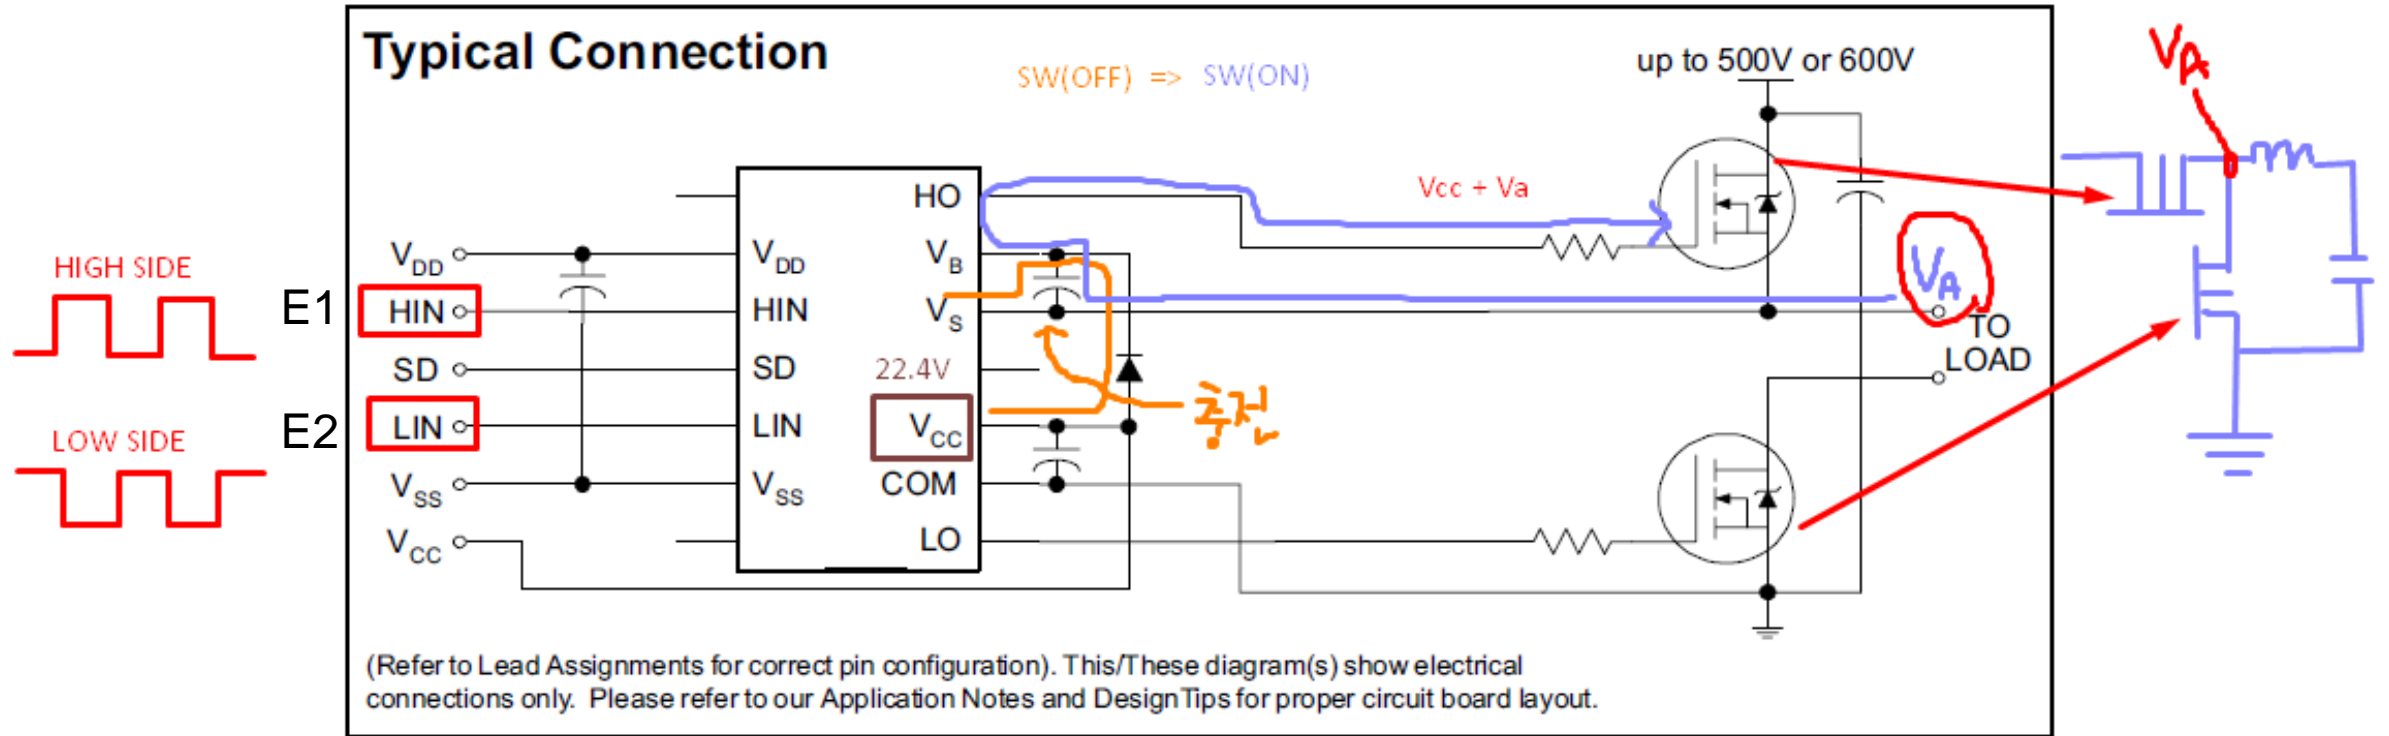 Typical Connection
SW(OFF) => SW(ON)
up to 500V or 600V
VA
HO
Vcc + Va
VDD
VDD
VB
HIGH SIDE
E1
HIN
HIN
VS
VA
TO
LOAD
SD
SD
22.4V
충전
LOW SIDE
E2
LIN
LIN
VCC
VSS
VSS
COM
VCC
LO
(Refer to Lead Assignments for correct pin configuration). This/These diagram(s) show electrical
connections only. Please refer to our Application Notes and DesignTips for proper circuit board layout.